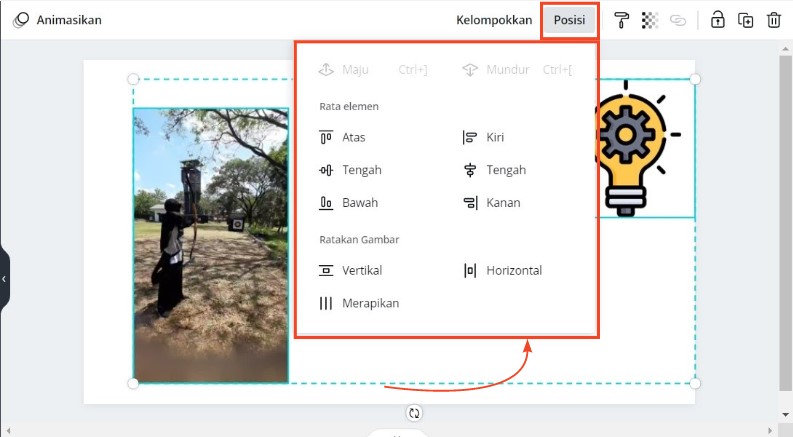 Animasikan Kelompokkan Posisi
Maju Ctrl+] Mundur Ctrl+[
Rata elemen
Atas Kiri
Tengah Tengah
Bawah Kanan
Ratakan Gambar
Vertikal Horizontal
Merapikan